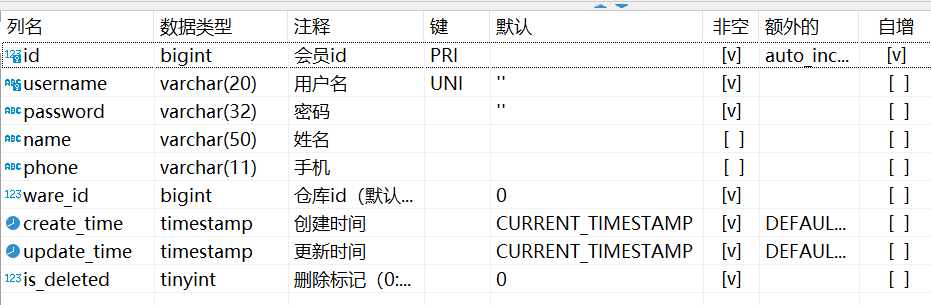 列名 数据类型 注释 键 默认 非空 额外的 自增
123 id bigint 会员id PRI [v] auto_inc... [v]
ABC username varchar(20) 用户名 UNI '' [v] [ ]
ABC password varchar(32) 密码 '' [v] [ ]
ABC name varchar(50) 姓名 [ ] [ ]
ABC phone varchar(11) 手机 [ ] [ ]
123 ware_id bigint 仓库id（默认... 0 [v] [ ]
create_time timestamp 创建时间 CURRENT_TIMESTAMP [v] DEFAUL... [ ]
update_time timestamp 更新时间 CURRENT_TIMESTAMP [v] DEFAUL... [ ]
123 is_deleted tinyint 删除标记（0:... 0 [v] [ ]